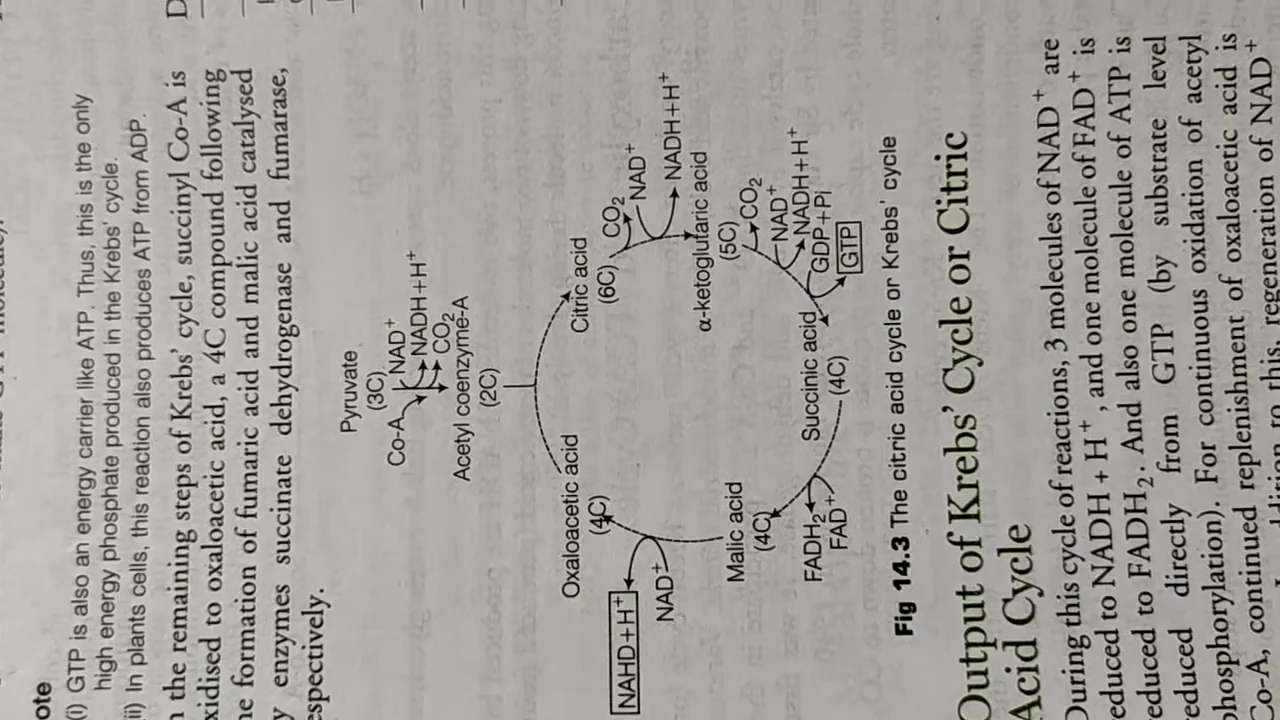 ote
(i) GTP is also an energy carrier like ATP. Thus, this is the only
high energy phosphate produced in the Krebs' cycle.
ii) In plants cells, this reaction also produces ATP from ADP.
n the remaining steps of Krebs' cycle, succinyl Co-A is
xidised to oxaloacetic acid, a 4C compound following
he formation of fumaric acid and malic acid catalysed
y enzymes succinate dehydrogenase and fumarase,
espectively.
Pyruvate
(3C)
Co-A
NAD+
NADH+H+
CO2
Acetyl coenzyme-A
(2C)
Oxaloacetic acid
(4C)
Citric acid
(6C)
CO2
NAD+
NADH+H+
α-ketoglutaric acid
(5C)
CO2
NAD+
NADH+H+
GDP+Pi
GTP
Succinic acid
(4C)
FADH2
FAD+
Malic acid
(4C)
NAD+
NAHD+H+
Fig 14.3 The citric acid cycle or Krebs' cycle
Output of Krebs' Cycle or Citric
Acid Cycle
During this cycle of reactions, 3 molecules of NAD+ are
educed to NADH + H+, and one molecule of FAD+ is
educed to FADH2. And also one molecule of ATP is
educed directly from GTP (by substrate level
phosphorylation). For continuous oxidation of acetyl
Co-A, continued replenishment of oxaloacetic acid is
addition to this, regeneration of NAD+